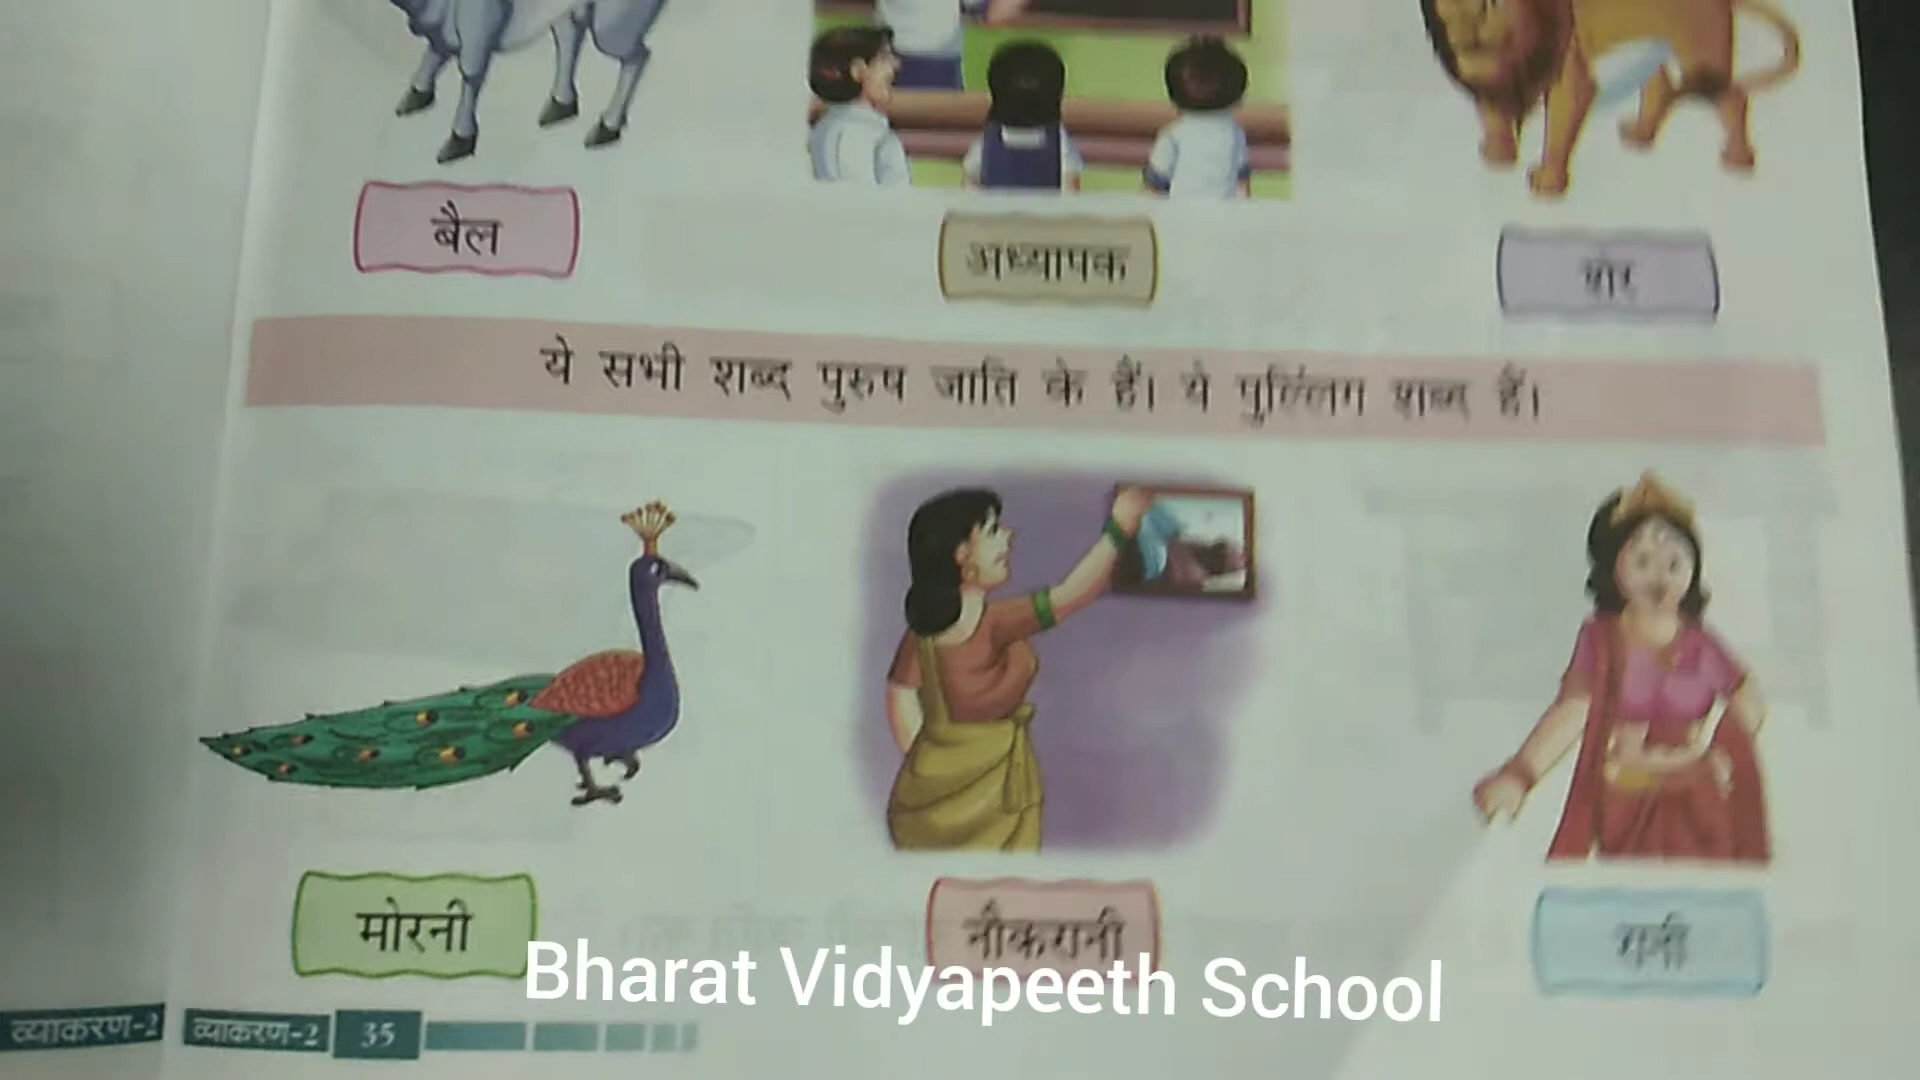 बैल
अध्यापक
शेर
ये सभी शब्द पुरुष जाति के हैं। ये पुल्लिंग शब्द हैं।
मोरनी
नौकरानी
रानी
Bharat Vidyapeeth School
व्याकरण-2
व्याकरण-2 35